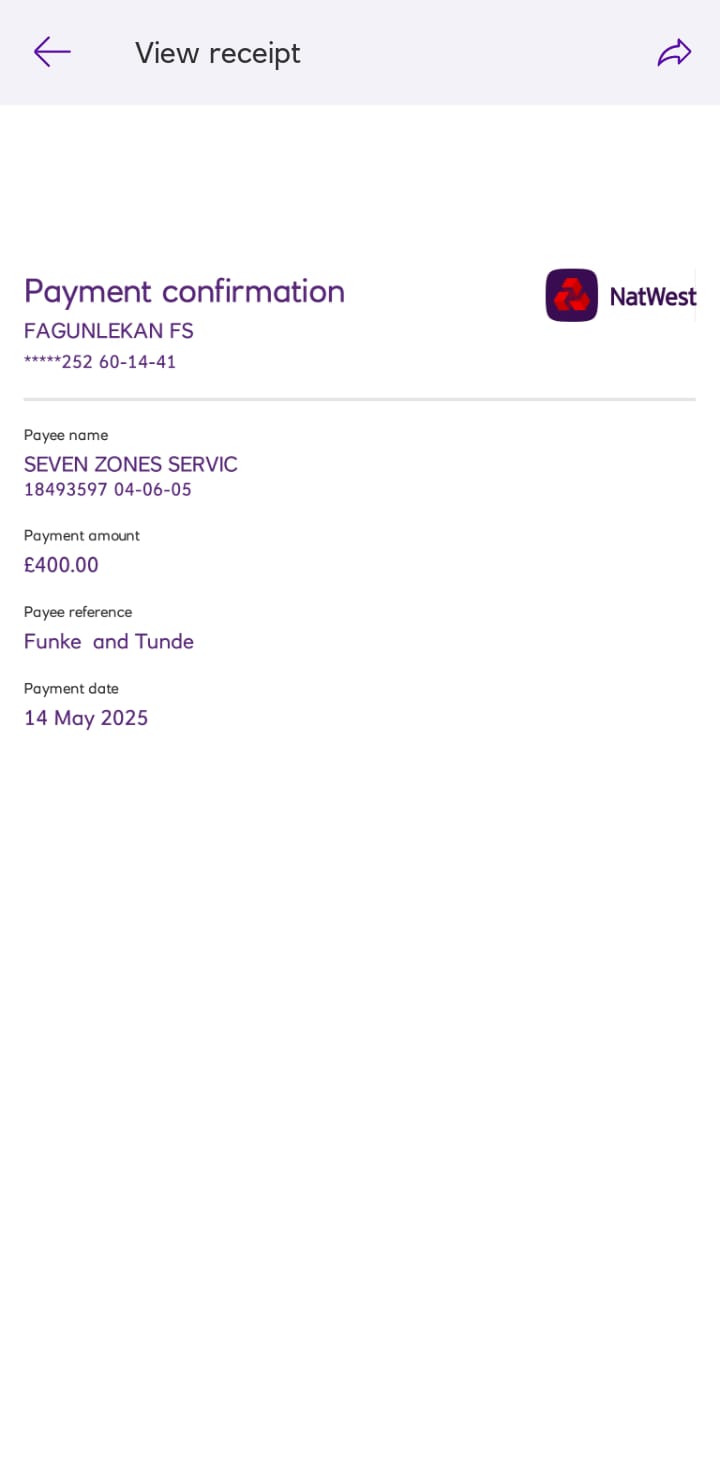 View receipt
Payment confirmation
NatWest
FAGUNLEKAN FS
*****252 60-14-41
Payee name
SEVEN ZONES SERVIC
18493597 04-06-05
Payment amount
£400.00
Payee reference
Funke  and Tunde
Payment date
14 May 2025